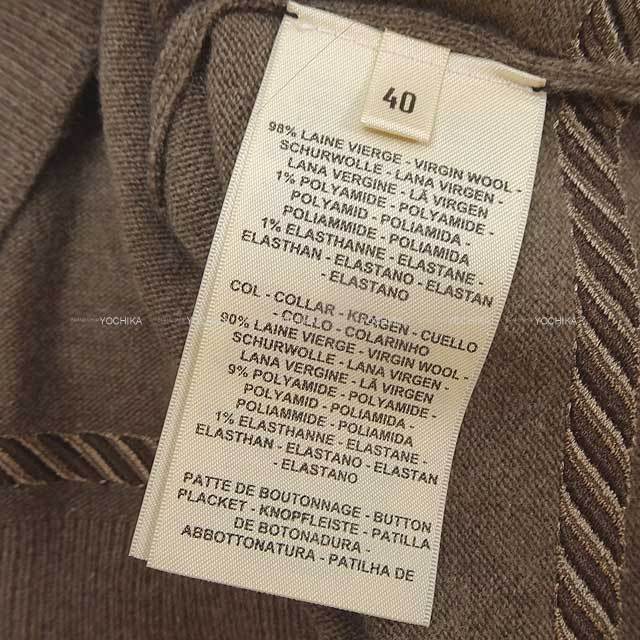 40
98% LAINE VIERGE - VIRGIN WOOL -
SCHURWOLLE - LANA VIRGEN -
LANA VERGINE - LÃ VIRGEN
1% POLYAMIDE - POLYAMIDE -
POLYAMID - POLIAMIDA -
POLIAMMIDE - POLIAMIDA
1% ELASTHANNE - ELASTANE -
ELASTHAN - ELASTANO - ELASTAN
- ELASTANO
COL - COLLAR - KRAGEN - CUELLO
- COLLO - COLARINHO
90% LAINE VIERGE - VIRGIN WOOL -
SCHURWOLLE - LANA VIRGEN -
LANA VERGINE - LÃ VIRGEN
9% POLYAMIDE - POLYAMIDE -
POLYAMID - POLIAMIDA -
POLIAMMIDE - POLIAMIDA
1% ELASTHANNE - ELASTANE -
ELASTHAN - ELASTANO - ELASTAN
- ELASTANO
PATTE DE BOUTONNAGE - BUTTON
PLACKET - KNOPFLEISTE - PATILLA
DE BOTONADURA -
ABBOTTONATURA - PATILHA DE
YOCHIKA
YOCHIKA